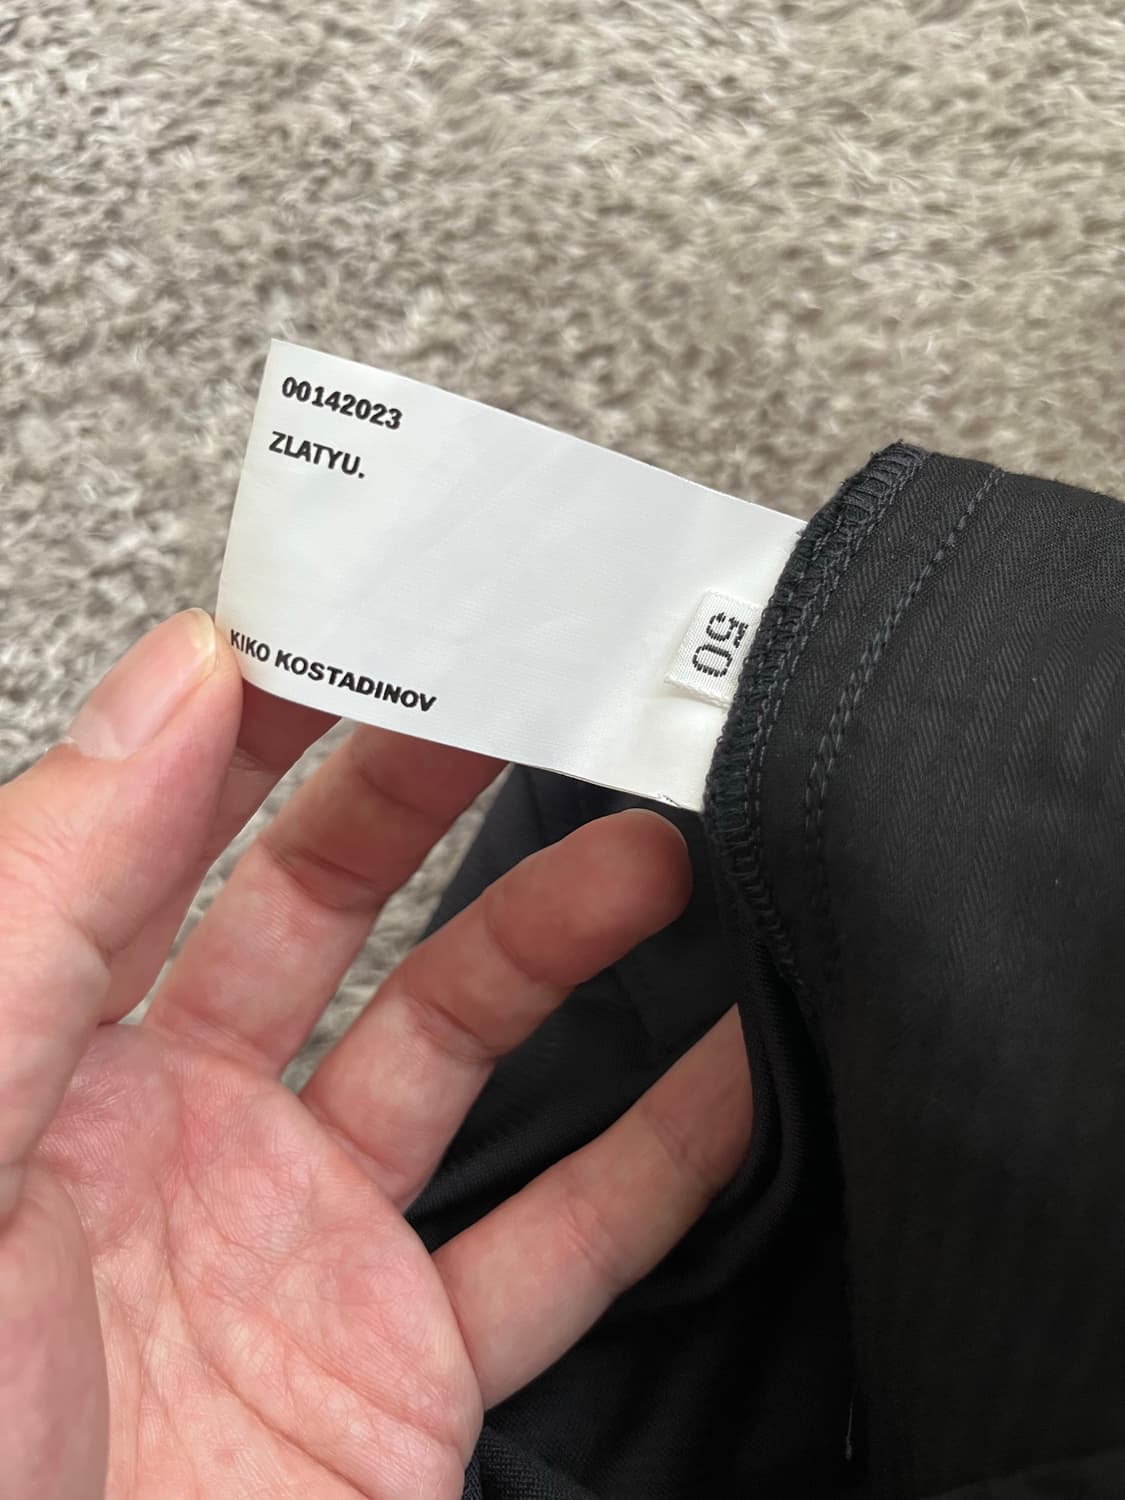 00142023
ZLATYU.
KIKO KOSTADINOV
50